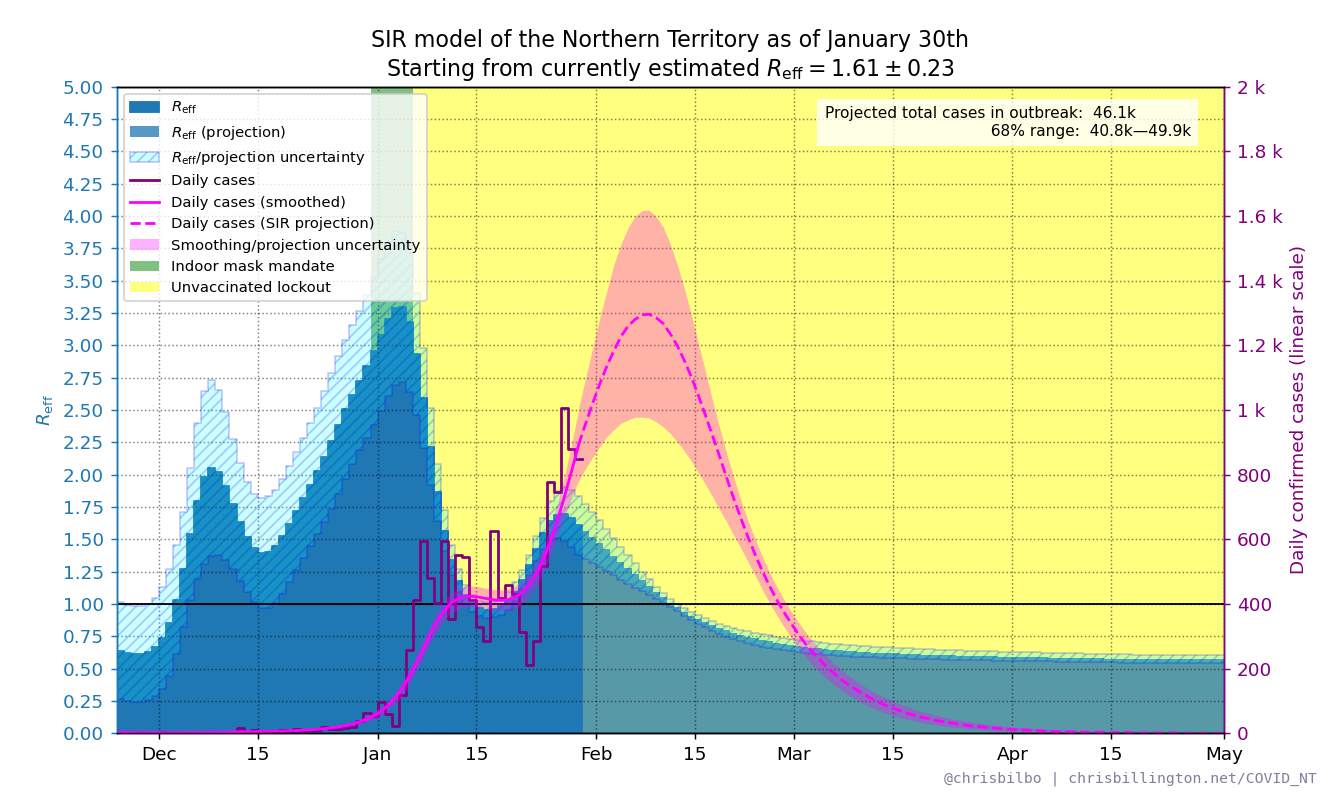 SIR model of the Northern Territory as of January 30th
Starting from currently estimated R_eff = 1.61 ± 0.23
5.00
4.75
4.50
4.25
4.00
3.75
3.50
3.25
3.00
2.75
2.50
2.25
2.00
1.75
1.50
1.25
1.00
0.75
0.50
0.25
0.00
R_eff
R_eff
R_eff (projection)
R_eff/projection uncertainty
Daily cases
Daily cases (smoothed)
Daily cases (SIR projection)
Smoothing/projection uncertainty
Indoor mask mandate
Unvaccinated lockout
Projected total cases in outbreak: 46.1k
68% range: 40.8k—49.9k
2 k
1.8 k
1.6 k
1.4 k
1.2 k
1 k
800
600
400
200
0
Daily confirmed cases (linear scale)
Dec 15 Jan 15 Feb 15 Mar 15 Apr 15 May
@chrisbilbo | chrisbillington.net/COVID_NT